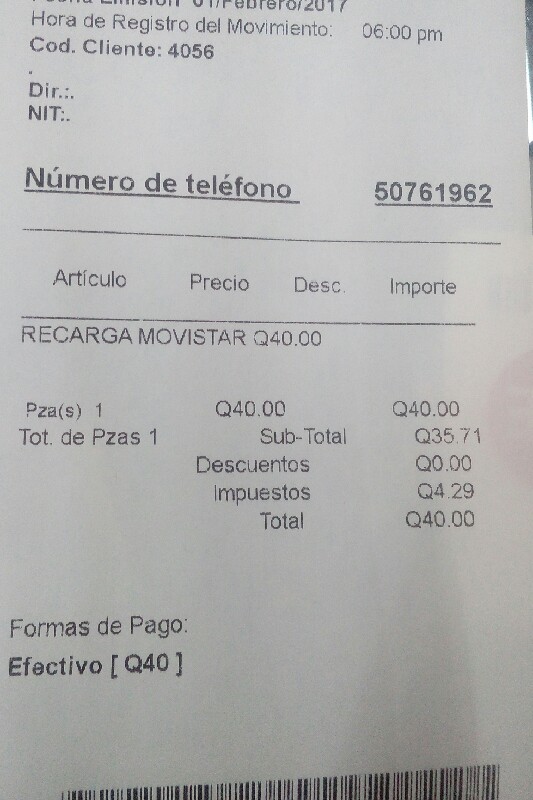 Fecha Emisión 01/Febrero/2017
Hora de Registro del Movimiento: 06:00 pm
Cod. Cliente: 4056
.
Dir.:.
NIT:.
Número de teléfono 50761962
Artículo Precio Desc. Importe
RECARGA MOVISTAR Q40.00
Pza(s) 1 Q40.00 Q40.00
Tot. de Pzas 1 Sub-Total Q35.71
Descuentos Q0.00
Impuestos Q4.29
Total Q40.00
Formas de Pago:
Efectivo [ Q40 ]